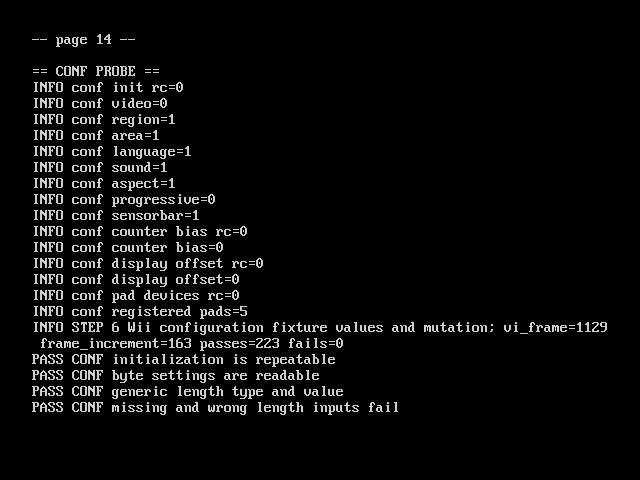 -- page 14 --
== CONF PROBE ==
INFO conf init rc=0
INFO conf video=0
INFO conf region=1
INFO conf area=1
INFO conf language=1
INFO conf sound=1
INFO conf aspect=1
INFO conf progressive=0
INFO conf sensorbar=1
INFO conf counter bias rc=0
INFO conf counter bias=0
INFO conf display offset rc=0
INFO conf display offset=0
INFO conf pad devices rc=0
INFO conf registered pads=5
INFO STEP 6 Wii configuration fixture values and mutation; vi_frame=1129
frame_increment=163 passes=223 fails=0
PASS CONF initialization is repeatable
PASS CONF byte settings are readable
PASS CONF generic length type and value
PASS CONF missing and wrong length inputs fail